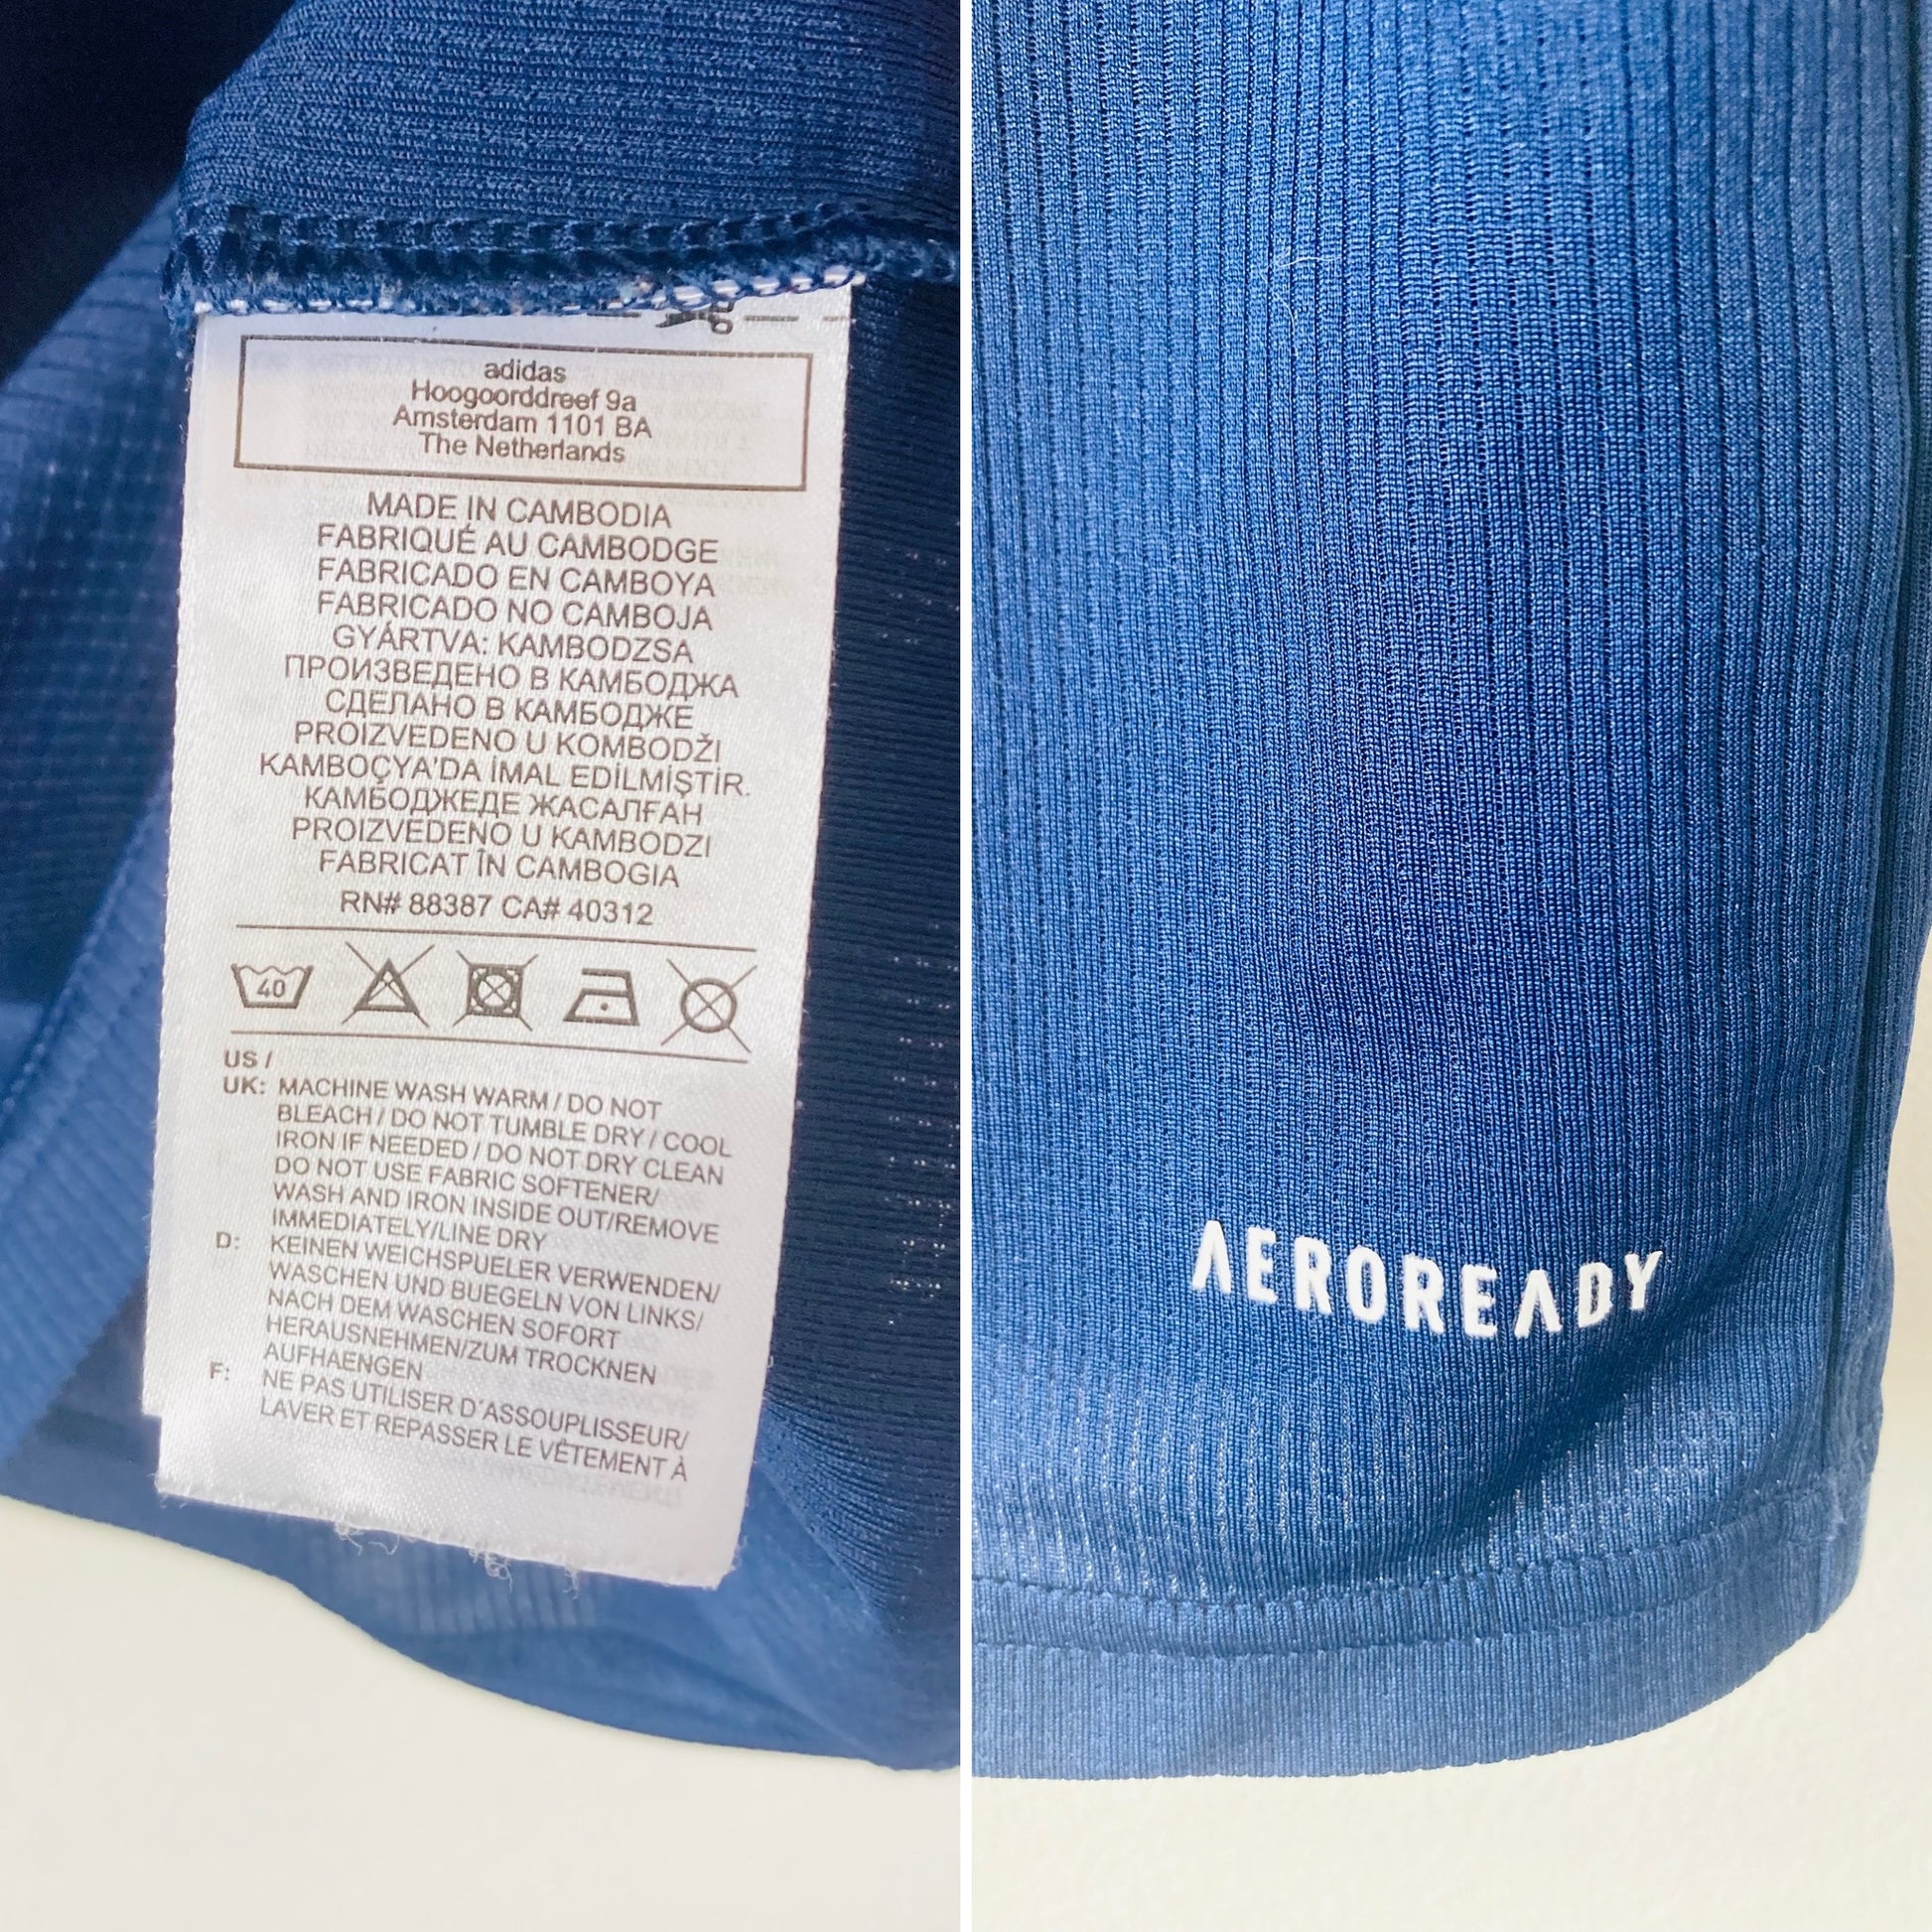 adidas
Hoogoorddreef 9a
Amsterdam 1101 BA
The Netherlands
MADE IN CAMBODIA
FABRIQUÉ AU CAMBODGE
FABRICADO EN CAMBOYA
FABRICADO NO CAMBOJA
GYÁRTVA: KAMBODZSA
ПРОИЗВЕДЕНО В КАМБОДЖА
СДЕЛАНО В КАМБОДЖЕ
PROIZVEDENO U KOMBODŽI
KAMBOÇYA'DA İMAL EDİLMİŞTİR.
КАМБОДЖЕДЕ ЖАСАЛҒАН
PROIZVEDENO U KAMBODZI
FABRICAT ÎN CAMBOGIA
RN# 88387 CA# 40312
40
US /
UK: MACHINE WASH WARM / DO NOT
BLEACH / DO NOT TUMBLE DRY / COOL
IRON IF NEEDED / DO NOT DRY CLEAN
DO NOT USE FABRIC SOFTENER/
WASH AND IRON INSIDE OUT/REMOVE
IMMEDIATELY/LINE DRY
D: KEINEN WEICHSPUELER VERWENDEN/
WASCHEN UND BUEGELN VON LINKS/
NACH DEM WASCHEN SOFORT
HERAUSNEHMEN/ZUM TROCKNEN
AUFHAENGEN
F: NE PAS UTILISER D'ASSOUPLISSEUR/
LAVER ET REPASSER LE VÊTEMENT À
AEROREADY